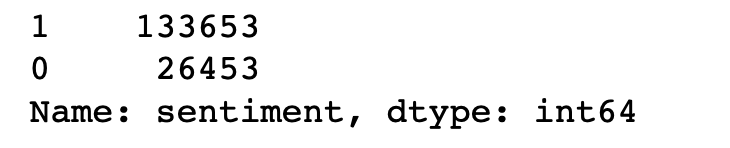 1    133653
0     26453
Name: sentiment, dtype: int64